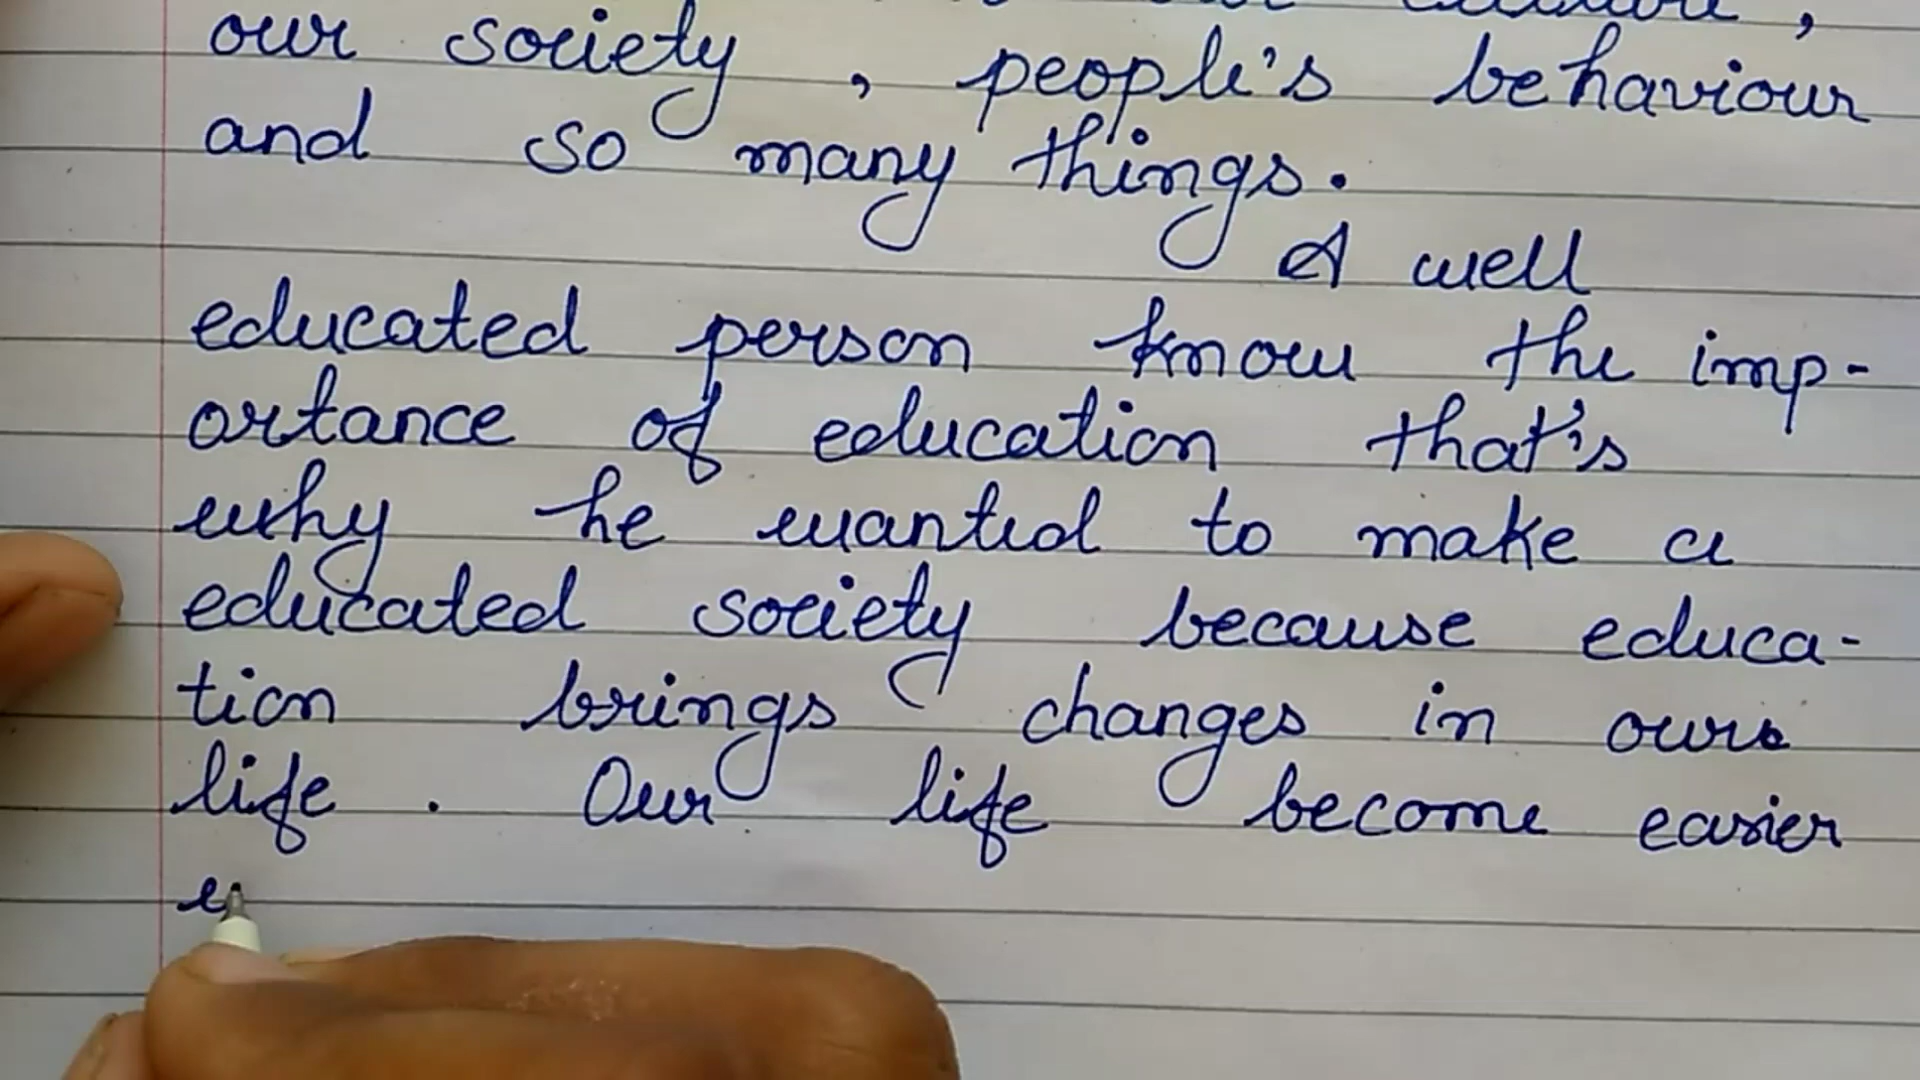 our society , people's behaviour
and so many things.
A well
educated person know the imp-
ortance of education that's
why he wanted to make a
educated society because educa-
tion brings changes in our
life . Our life become easier